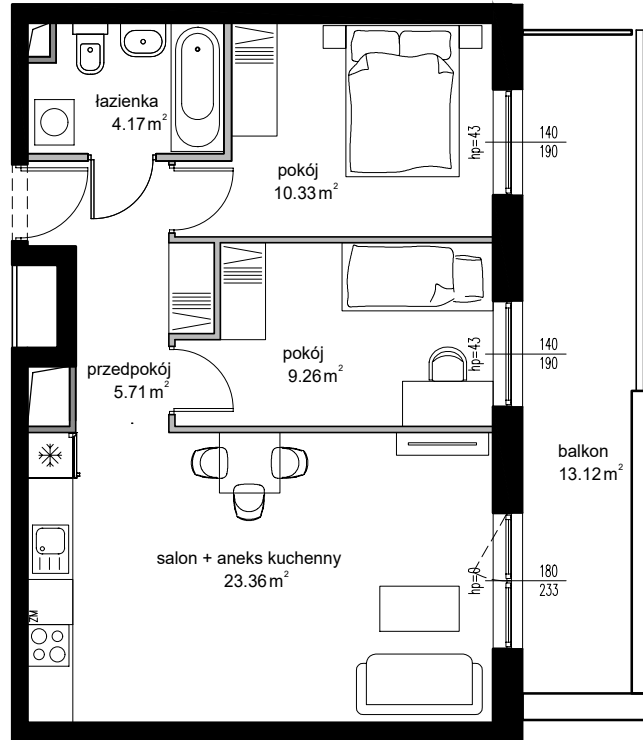 łazienka
4.17 m²
pokój
10.33 m²
hp=43
140
190
pokój
9.26 m²
hp=43
140
190
przedpokój
5.71 m²
balkon
13.12 m²
salon + aneks kuchenny
23.36 m²
hp=0
180
233
ZM